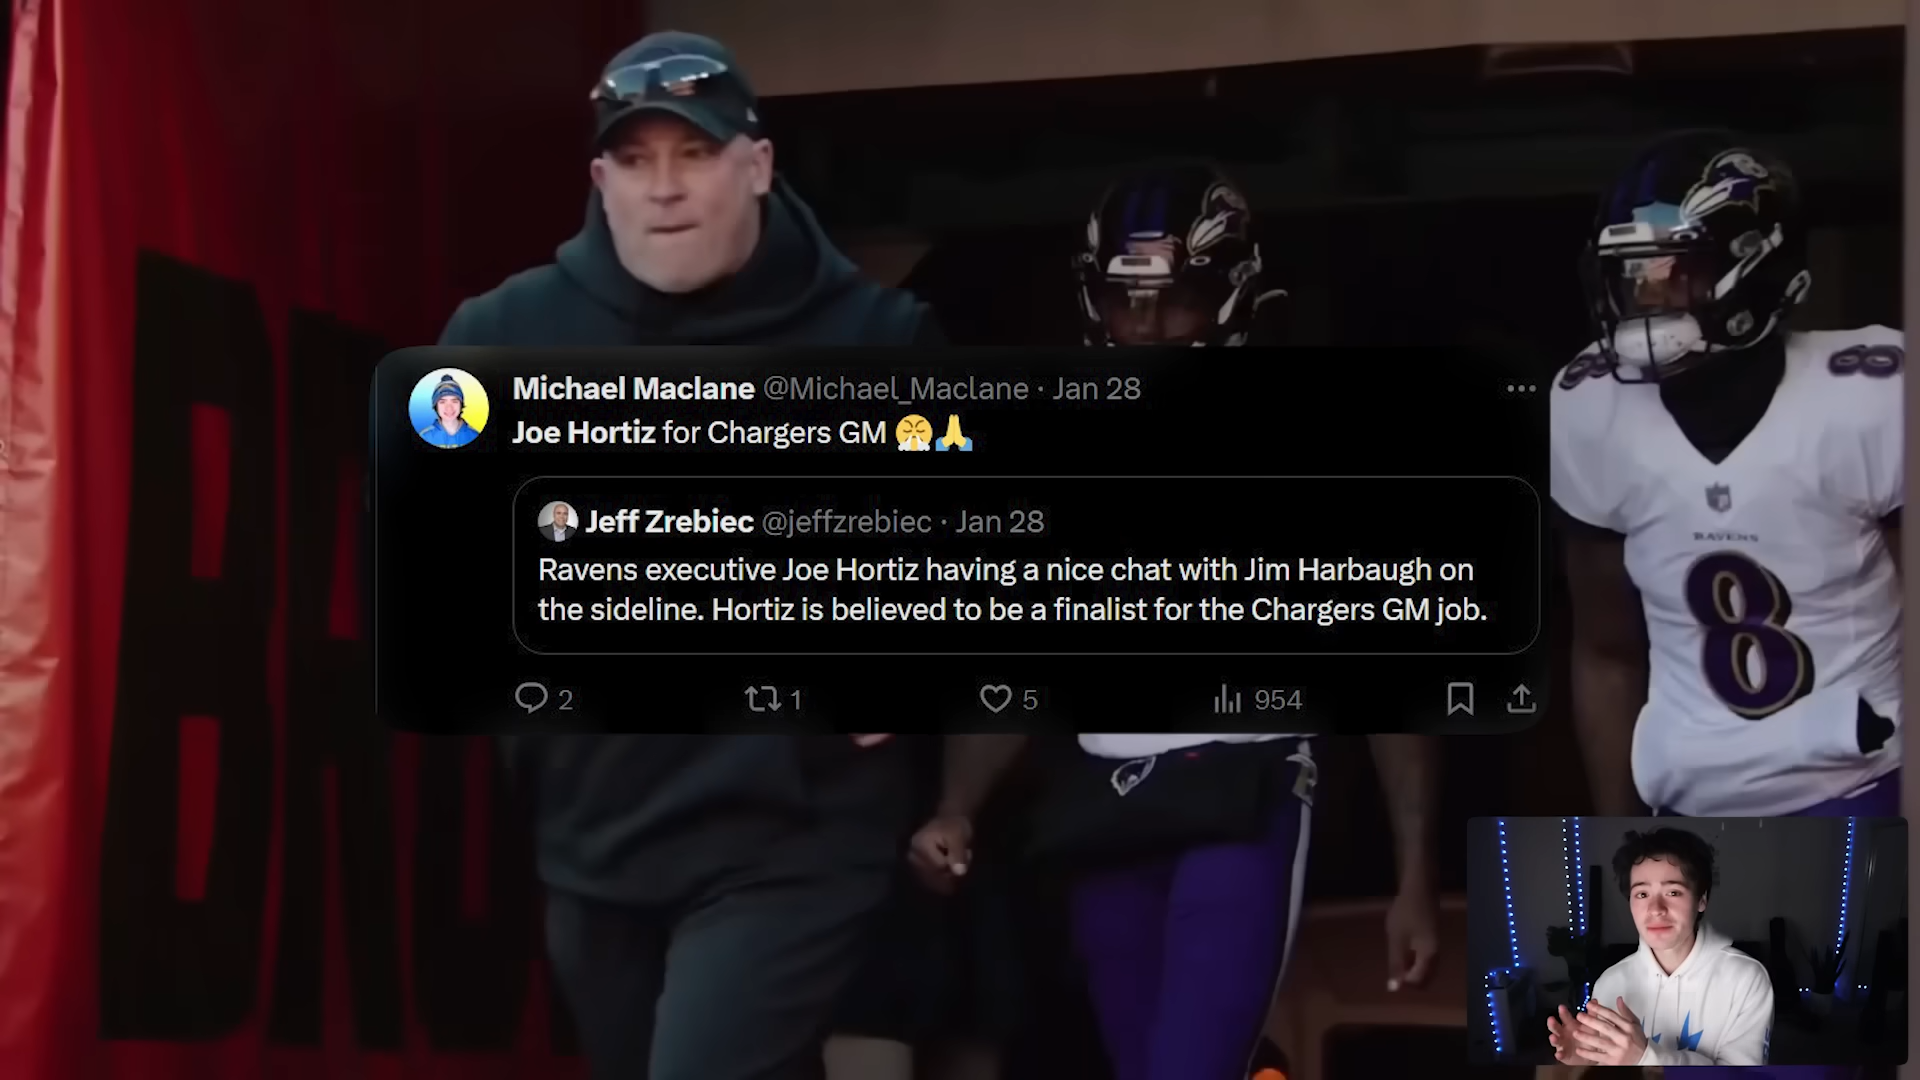 Michael Maclane @Michael_Maclane · Jan 28
Joe Hortiz for Chargers GM 😤🙏
Jeff Zrebiec @jeffzrebiec · Jan 28
Ravens executive Joe Hortiz having a nice chat with Jim Harbaugh on
the sideline. Hortiz is believed to be a finalist for the Chargers GM job.
2 1 5 954
RAVENS
8
8